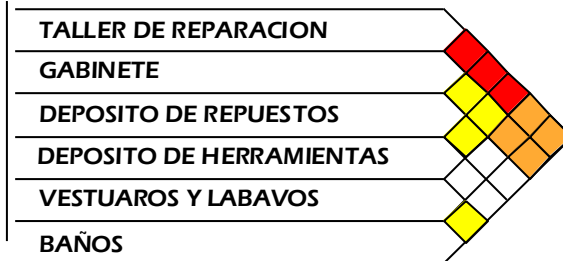 TALLER DE REPARACION
GABINETE
DEPOSITO DE REPUESTOS
DEPOSITO DE HERRAMIENTAS
VESTUAROS Y LABAVOS
BAÑOS